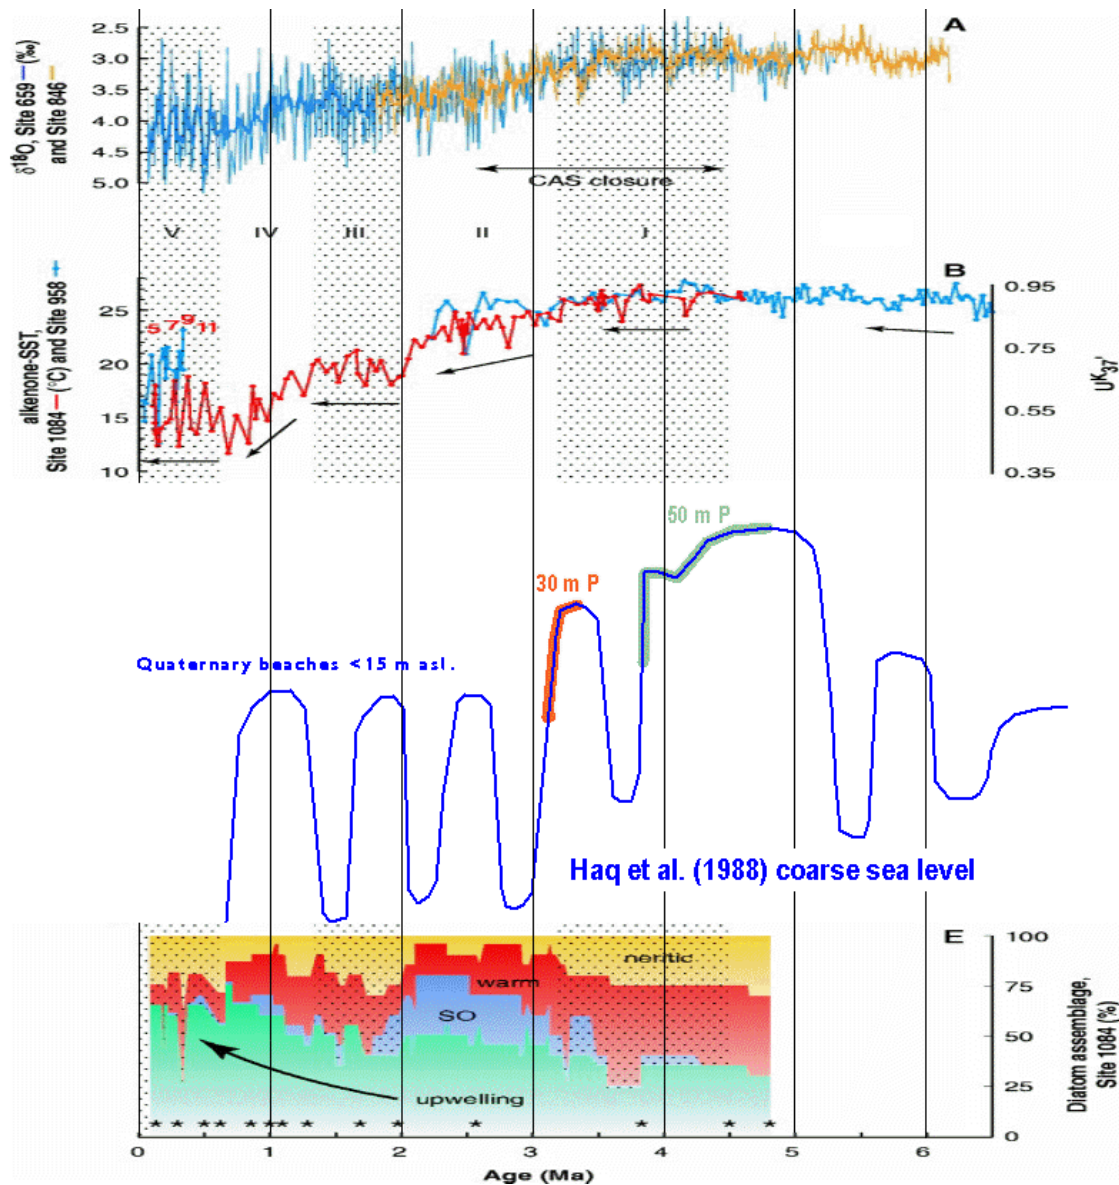 2.5
3.0
3.5
4.0
4.5
5.0
δ18O, Site 659 (‰)
and Site 846
A
CAS closure
V
IV
III
II
I
B
25
20
15
10
alkenone-SST,
Site 1084 (°C) and Site 958
5 7 9 11
0.95
0.75
0.55
0.35
UK37'
50 m P
30 m P
Quaternary beaches <15 m asl.
Haq et al. (1988) coarse sea level
E
neritic
warm
SO
upwelling
* * * * * * * * * * * * * *
100
75
50
25
0
Diatom assemblage,
Site 1084 (%)
0 1 2 3 4 5 6
Age (Ma)